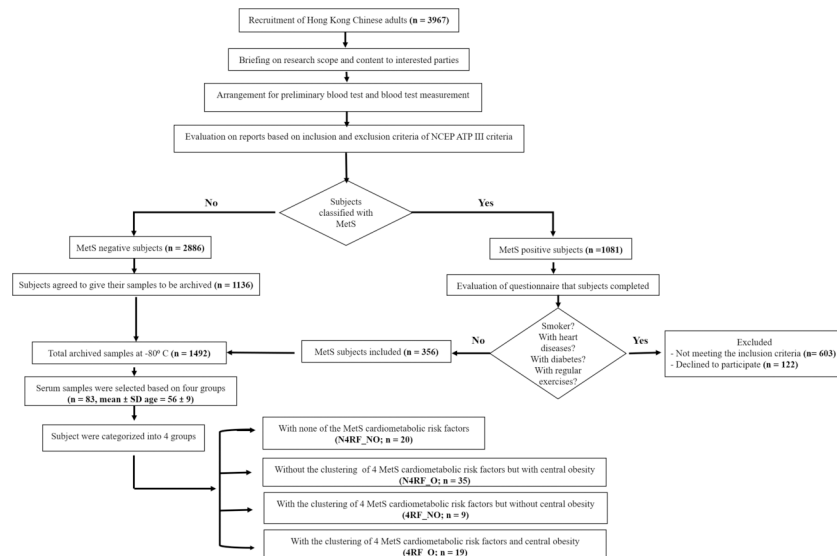 Recruitment of Hong Kong Chinese adults (n = 3967)
Briefing on research scope and content to interested parties
Arrangement for preliminary blood test and blood test measurement
Evaluation on reports based on inclusion and exclusion criteria of NCEP ATP III criteria
Subjects
classified with
MetS
No
Yes
MetS negative subjects (n = 2886)
MetS positive subjects (n =1081)
Subjects agreed to give their samples to be archived (n = 1136)
Evaluation of questionnaire that subjects completed
Smoker?
With heart
diseases?
With diabetes?
With regular
exercises?
No
Yes
Excluded
- Not meeting the inclusion criteria (n= 603)
- Declined to participate (n = 122)
MetS subjects included (n = 356)
Total archived samples at -80⁰ C (n = 1492)
Serum samples were selected based on four groups
(n = 83, mean ± SD age = 56 ± 9)
Subject were categorized into 4 groups
With none of the MetS cardiometabolic risk factors
(N4RF_NO; n = 20)
Without the clustering of 4 MetS cardiometabolic risk factors but with central obesity
(N4RF_O; n = 35)
With the clustering of 4 MetS cardiometabolic risk factors but without central obesity
(4RF_NO; n = 9)
With the clustering of 4 MetS cardiometabolic risk factors and central obesity
(4RF_O; n = 19)